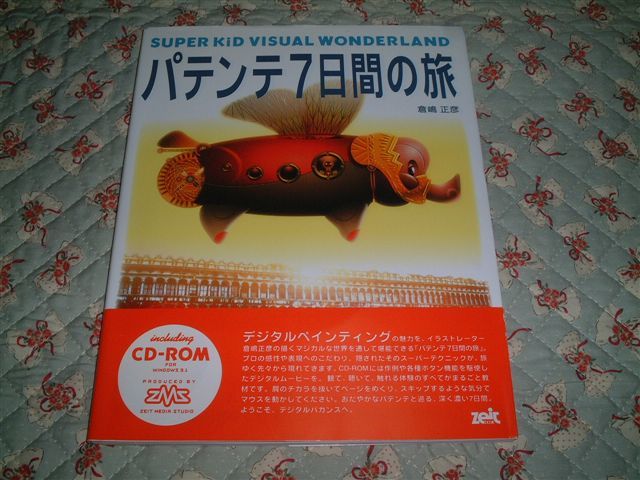 SUPER KiD VISUAL WONDERLAND
パテンテ7日間の旅
倉嶋 正彦
including
CD-ROM
FOR
WINDOWS 3.1
PRODUCED BY
ZMS
ZEIT MEDIA STUDIO
デジタルペインティングの魅力を、イラストレーター
倉嶋正彦の描くマジカルな世界を通して堪能できる「パテンテ7日間の旅」。
プロの感性や表現へのこだわり、隠されたそのスーパーテクニックが、旅
ゆく先々から現れてきます。CD-ROMには作例や各種ボタン機能を駆使し
たデジタルムービーを。観て、聴いて、触れる体験のすべてがまるごと教
材です。肩のチカラを抜いてページをめくり、スキップするような気分で
マウスを動かしてください。おだやかなパテンテと過る、深く濃い7日間。
ようこそ、デジタルバカンスへ。
Zeit